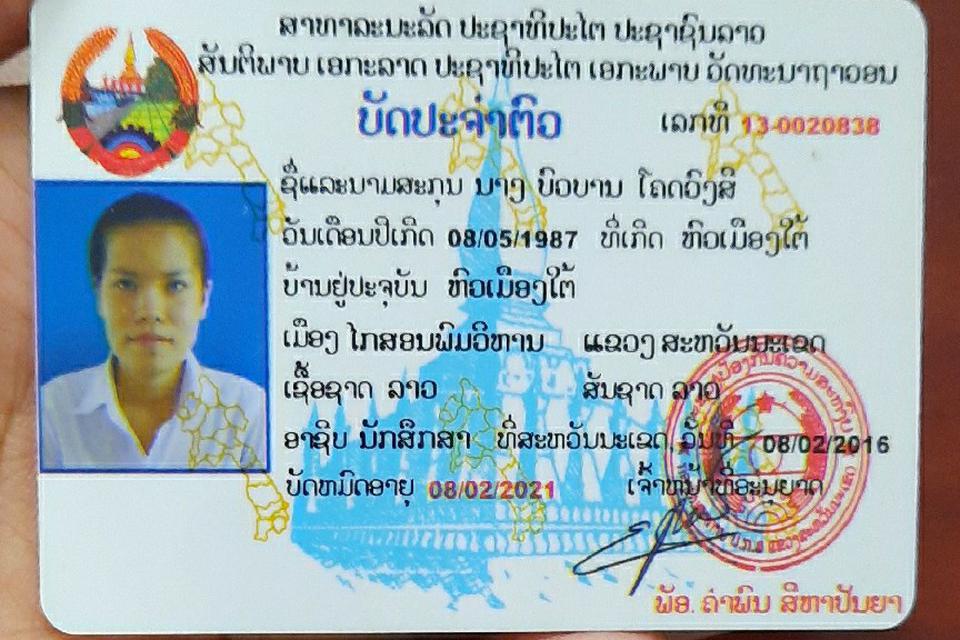 ສາທາລະນະລັດ ປະຊາທິປະໄຕ ປະຊາຊົນລາວ
ສັນຕິພາບ ເອກະລາດ ປະຊາທິປະໄຕ ເອກະພາບ ວັດທະນາຖາວອນ
ບັດປະຈຳຕົວ ເລກທີ 13-0020838
ຊື່ແລະນາມສະກຸນ ນາງ ບົວບານ ໂຄດວົງສີ
ວັນເດືອນປີເກີດ 08/05/1987 ທີ່ເກີດ ຫົວເມືອງໃຕ້
ບ້ານຢູ່ປະຈຸບັນ ຫົວເມືອງໃຕ້
ເມືອງ ໄກສອນພົມວິຫານ ແຂວງ ສະຫວັນນະເຂດ
ເຊື້ອຊາດ ລາວ ສັນຊາດ ລາວ
ອາຊີບ ນັກສຶກສາ ທີ່ສະຫວັນນະເຂດ, ວັນທີ 08/02/2016
ບັດຫມົດອາຍຸ 08/02/2021 ເຈົ້າຫນ້າທີ່ອະນຸຍາດ
ພັອ. ຄຳພົນ ສີຫາປັນຍາ